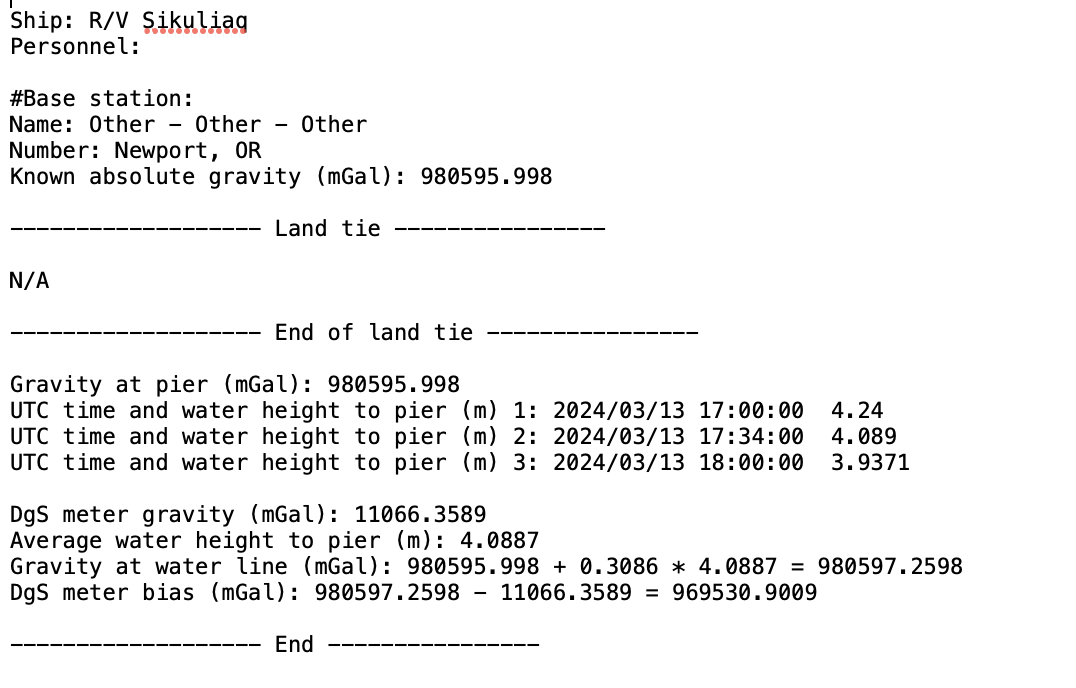 Ship: R/V Sikuliaq
Personnel:
#Base station:
Name: Other – Other – Other
Number: Newport, OR
Known absolute gravity (mGal): 980595.998
------------------- Land tie ----------------
N/A
------------------- End of land tie ----------------
Gravity at pier (mGal): 980595.998
UTC time and water height to pier (m) 1: 2024/03/13 17:00:00  4.24
UTC time and water height to pier (m) 2: 2024/03/13 17:34:00  4.089
UTC time and water height to pier (m) 3: 2024/03/13 18:00:00  3.9371
DgS meter gravity (mGal): 11066.3589
Average water height to pier (m): 4.0887
Gravity at water line (mGal): 980595.998 + 0.3086 * 4.0887 = 980597.2598
DgS meter bias (mGal): 980597.2598 – 11066.3589 = 969530.9009
------------------- End ----------------